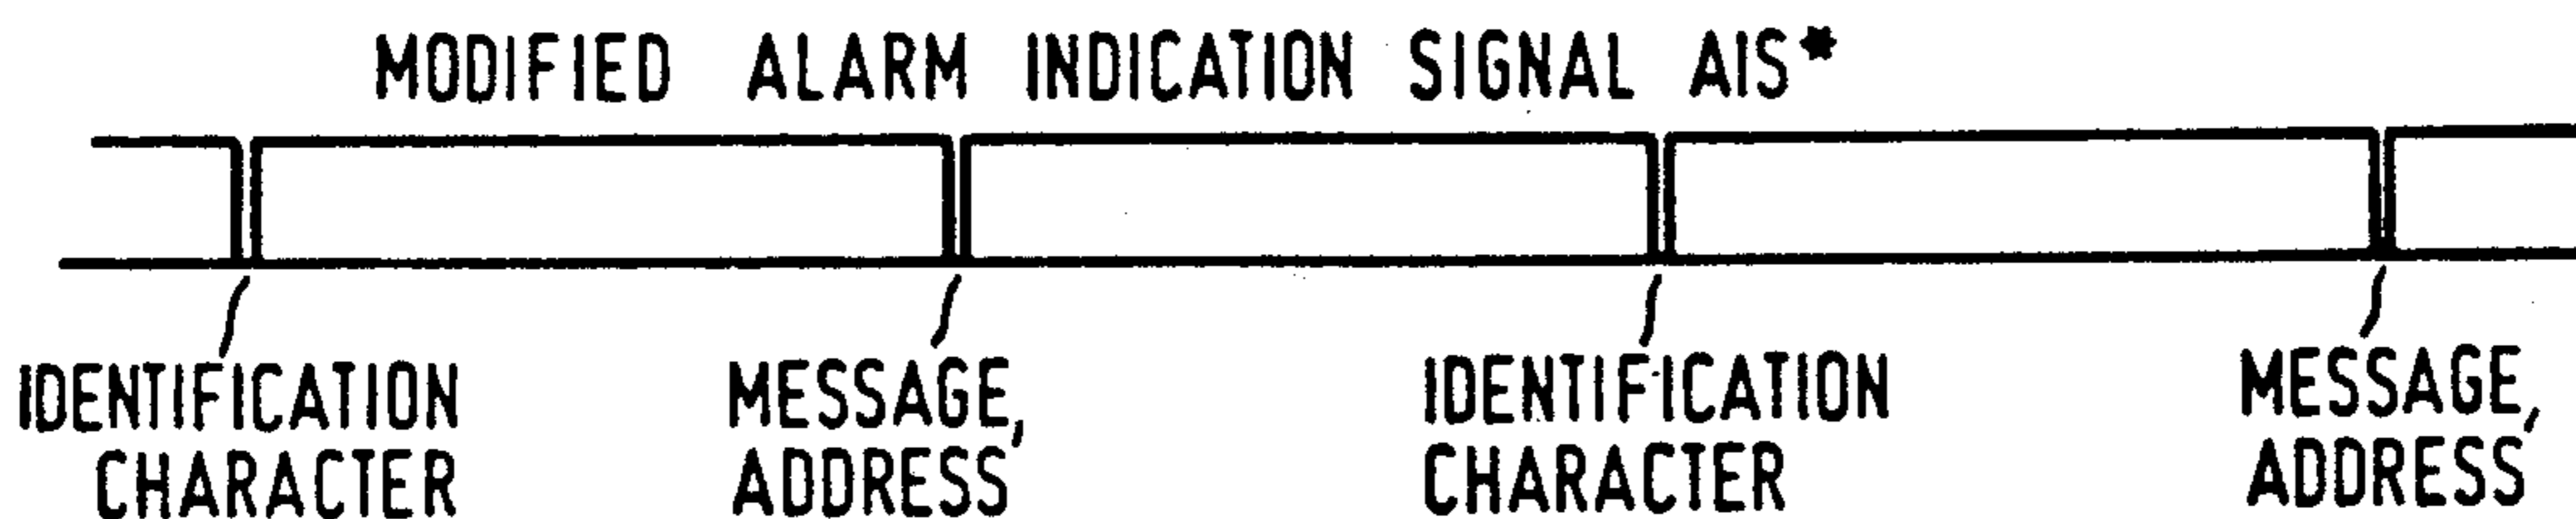 MODIFIED ALARM INDICATION SIGNAL AIS*
IDENTIFICATION
CHARACTER
MESSAGE,
ADDRESS
IDENTIFICATION
CHARACTER
MESSAGE,
ADDRESS